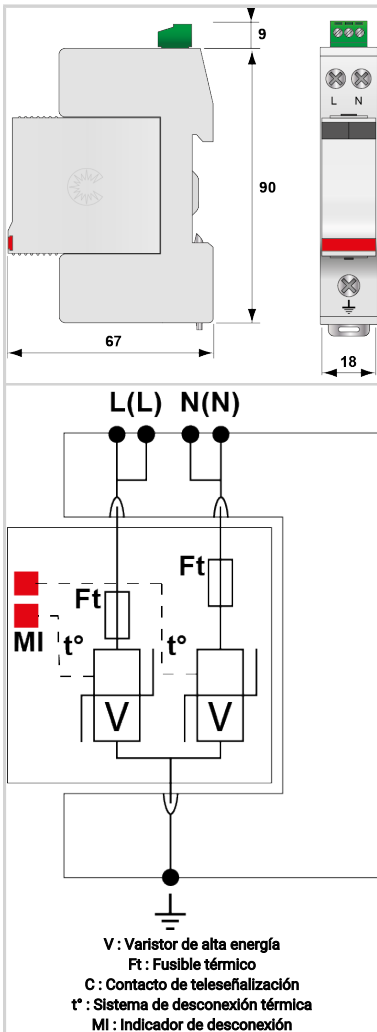 9
L N
90
67
18
L(L) N(N)
Ft
Ft
MI
t°
t°
V
V
V : Varistor de alta energía
Ft : Fusible térmico
C : Contacto de teleseñalización
t° : Sistema de desconexión térmica
MI : Indicador de desconexión